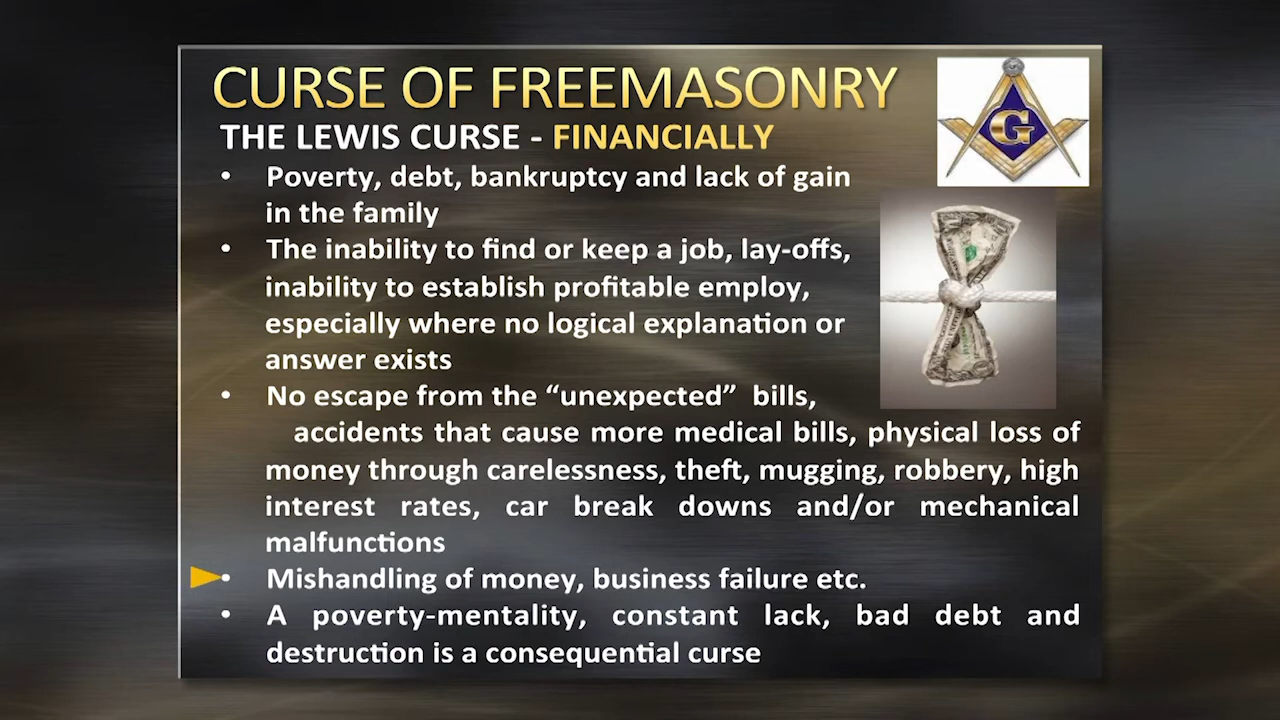 CURSE OF FREEMASONRY
THE LEWIS CURSE - FINANCIALLY
• Poverty, debt, bankruptcy and lack of gain
in the family
• The inability to find or keep a job, lay-offs,
inability to establish profitable employ,
especially where no logical explanation or
answer exists
• No escape from the “unexpected” bills,
accidents that cause more medical bills, physical loss of
money through carelessness, theft, mugging, robbery, high
interest rates, car break downs and/or mechanical
malfunctions
• Mishandling of money, business failure etc.
• A poverty-mentality, constant lack, bad debt and
destruction is a consequential curse
G